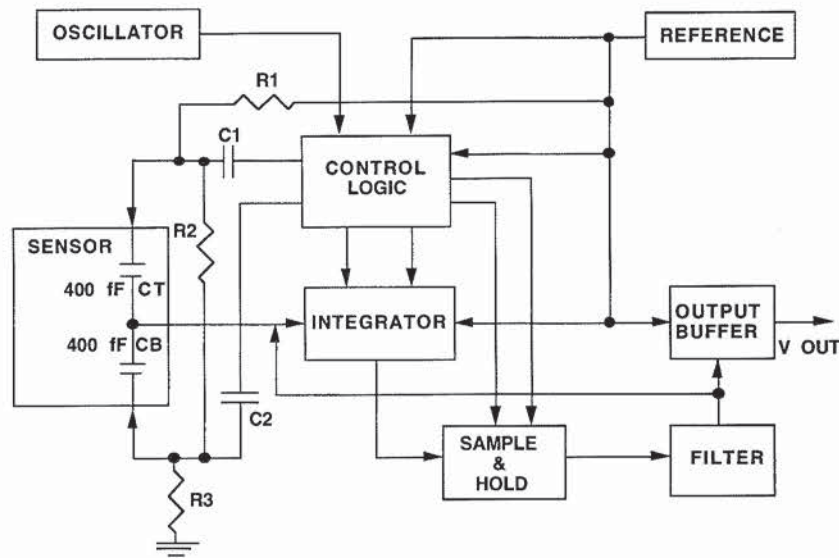 OSCILLATOR
REFERENCE
R1
C1
CONTROL
LOGIC
R2
SENSOR
400 fF CT
400 fF CB
INTEGRATOR
OUTPUT
BUFFER
V OUT
C2
SAMPLE
&
HOLD
FILTER
R3